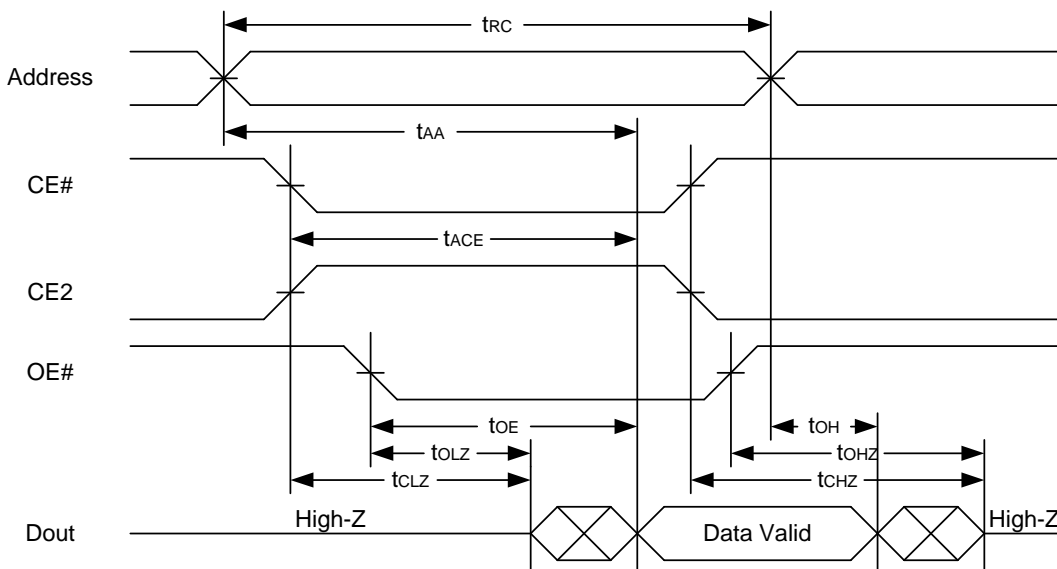 tRC
Address
tAA
CE#
tACE
CE2
OE#
tOE
tOH
tOLZ
tOHZ
tCLZ
tCHZ
High-Z
Data Valid
High-Z
Dout